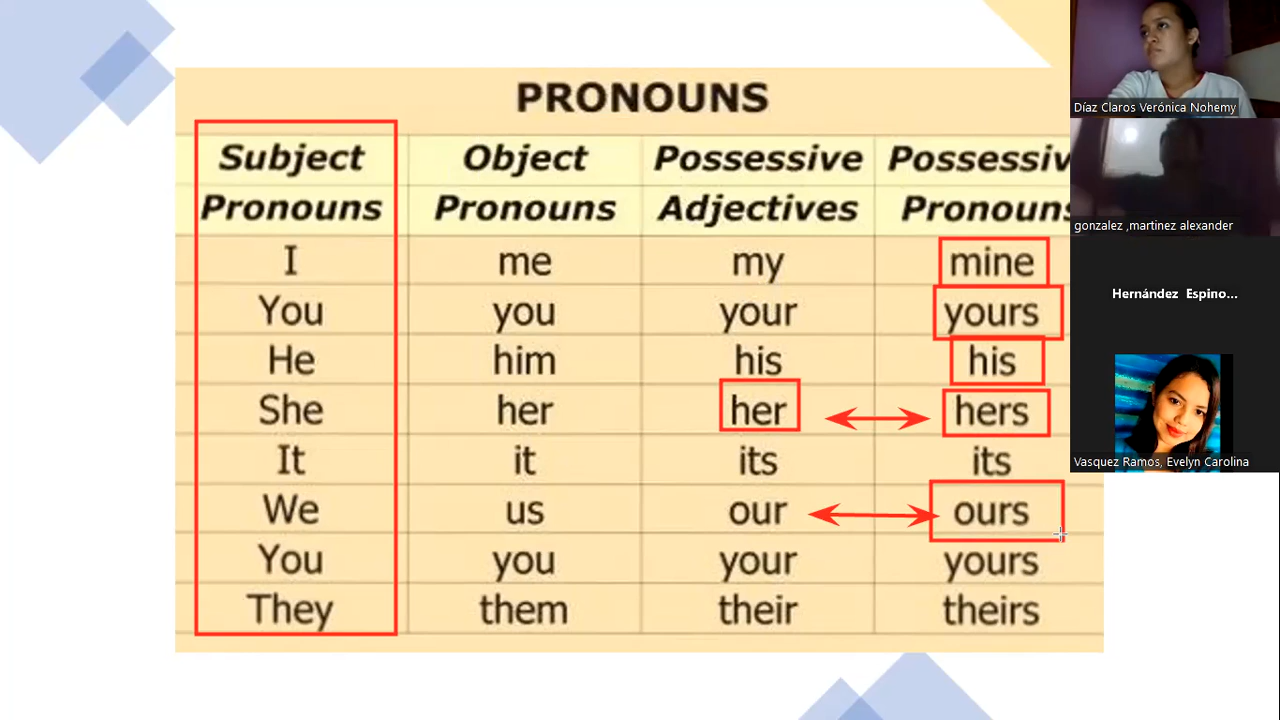 PRONOUNS
Subject Object Possessive Possessiv
Pronouns Pronouns Adjectives Pronouns
I me my mine
You you your yours
He him his his
She her her hers
It it its its
We us our ours
You you your yours
They them their theirs
Díaz Claros Verónica Nohemy
gonzalez ,martinez alexander
Hernández Espino...
Vasquez Ramos, Evelyn Carolina